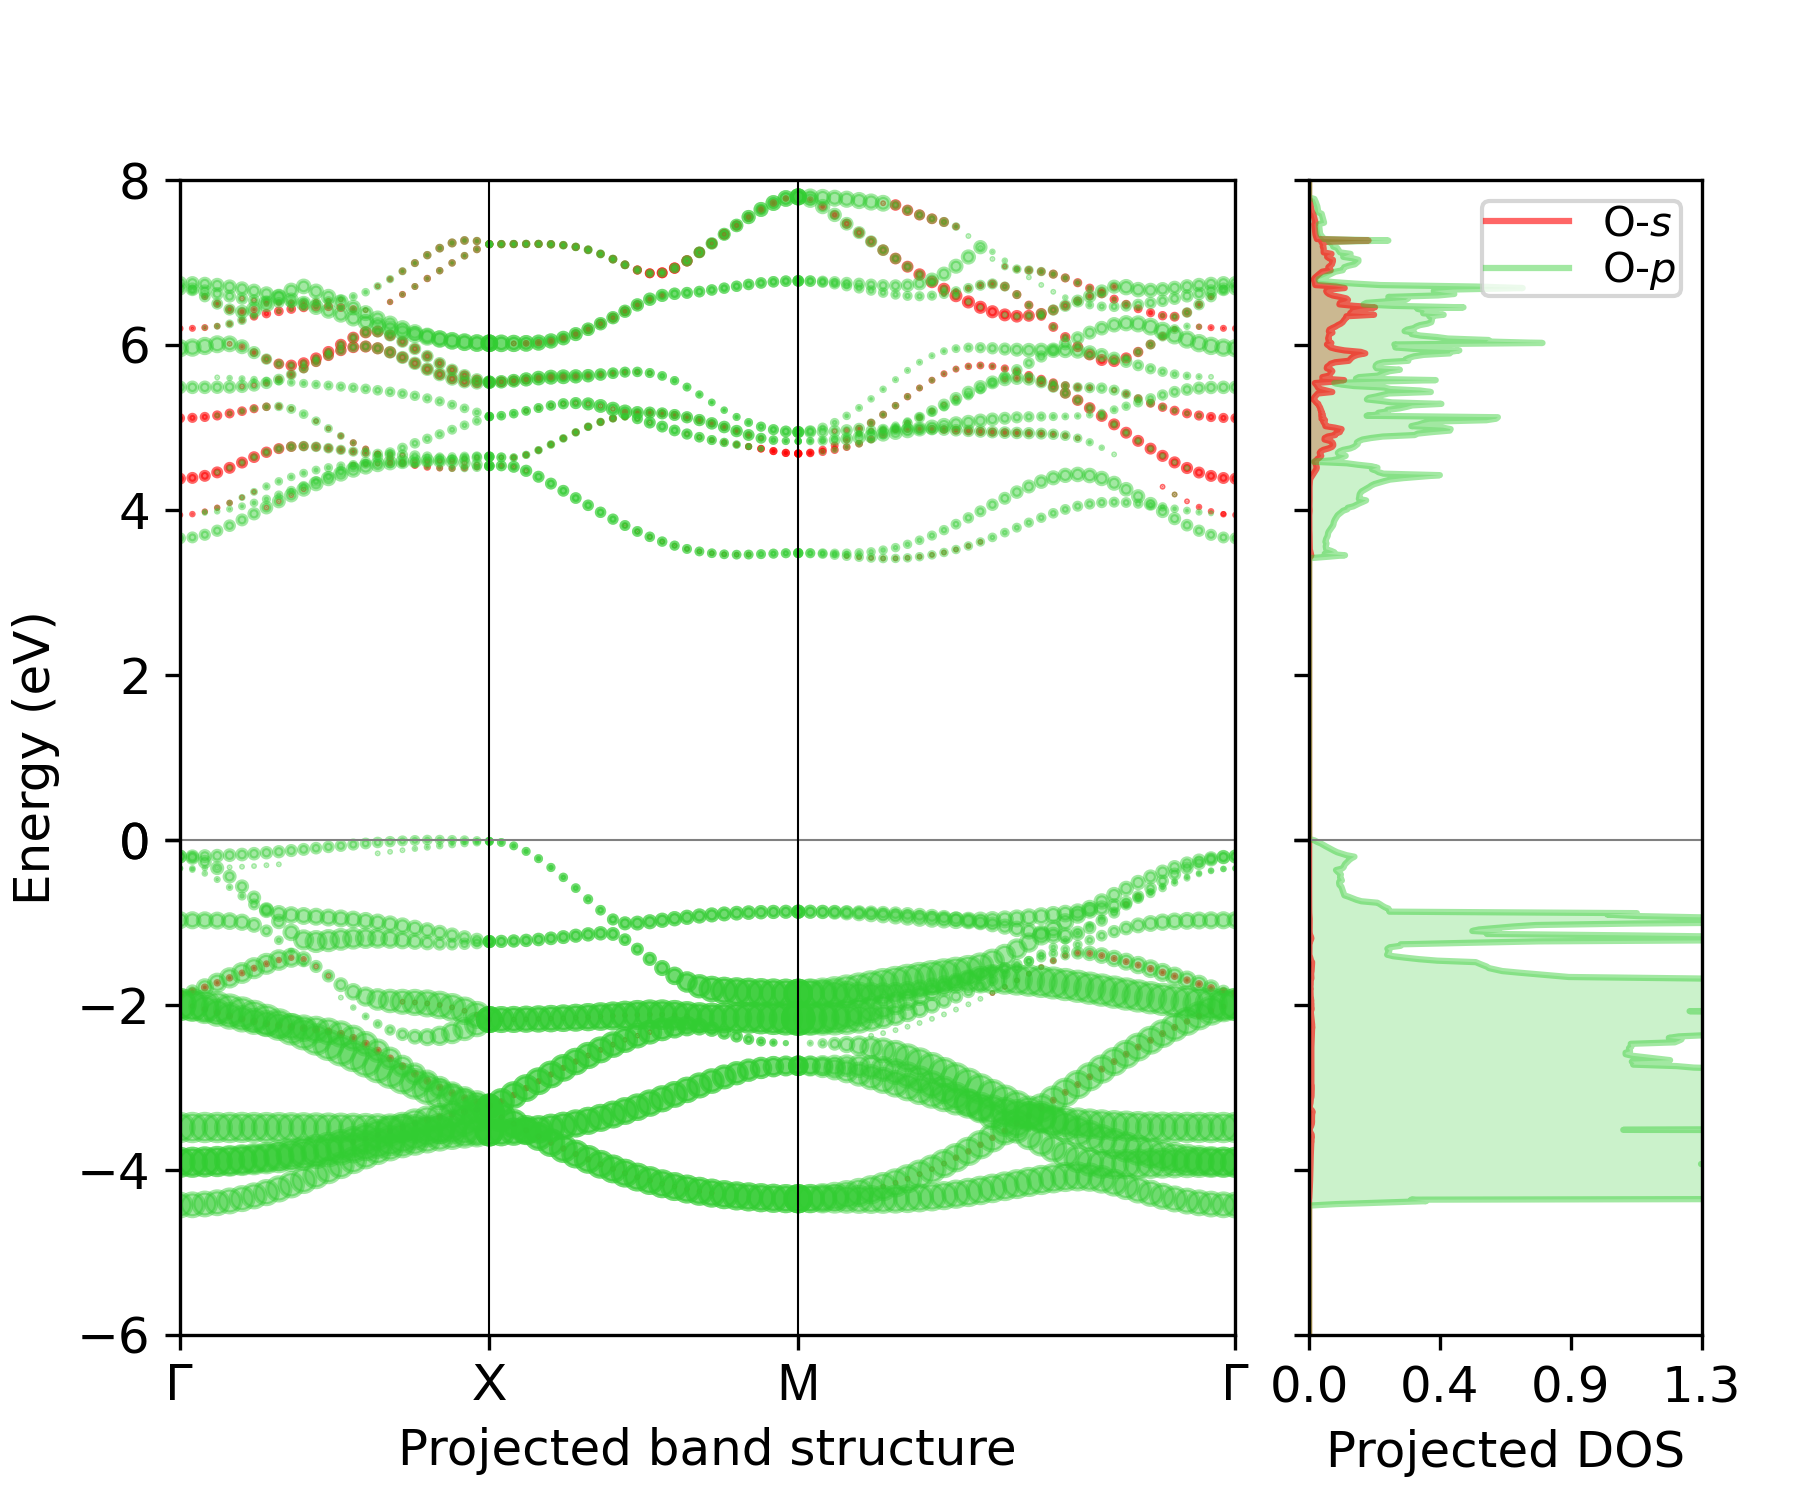 8
6
4
2
0
−2
−4
−6
Energy (eV)
Γ
X
M
Γ
Projected band structure
O-s
O-p
0.0
0.4
0.9
1.3
Projected DOS